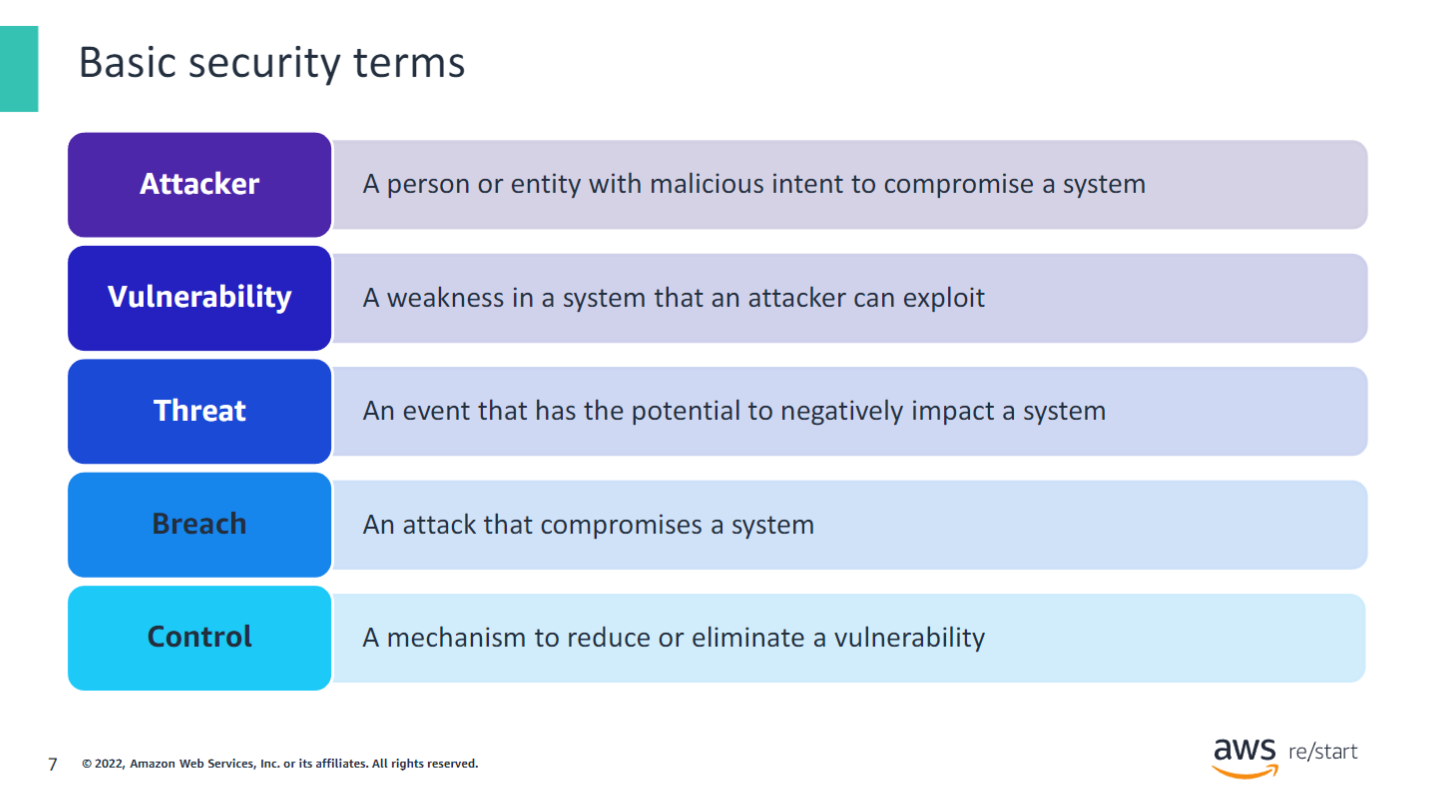 Basic security terms
Attacker
A person or entity with malicious intent to compromise a system
Vulnerability
A weakness in a system that an attacker can exploit
Threat
An event that has the potential to negatively impact a system
Breach
An attack that compromises a system
Control
A mechanism to reduce or eliminate a vulnerability
7
© 2022, Amazon Web Services, Inc. or its affiliates. All rights reserved.
aws re/start